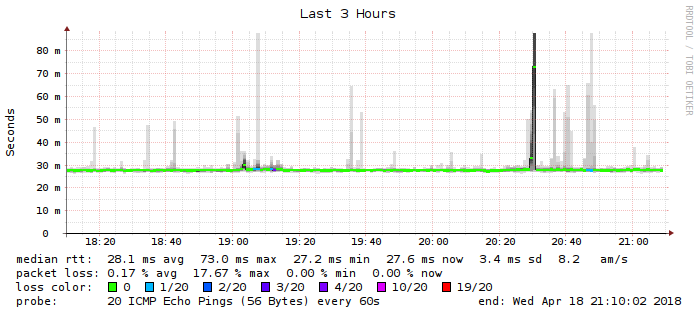 Last 3 Hours
RRDTOOL / TOBI OETIKER
Seconds
80 m
70 m
60 m
50 m
40 m
30 m
20 m
10 m
0
18:20 18:40 19:00 19:20 19:40 20:00 20:20 20:40 21:00
median rtt: 28.1 ms avg 73.0 ms max 27.2 ms min 27.6 ms now 3.4 ms sd 8.2 am/s
packet loss: 0.17 % avg 17.67 % max 0.00 % min 0.00 % now
loss color: 0 1/20 2/20 3/20 4/20 10/20 19/20
probe: 20 ICMP Echo Pings (56 Bytes) every 60s end: Wed Apr 18 21:10:02 2018